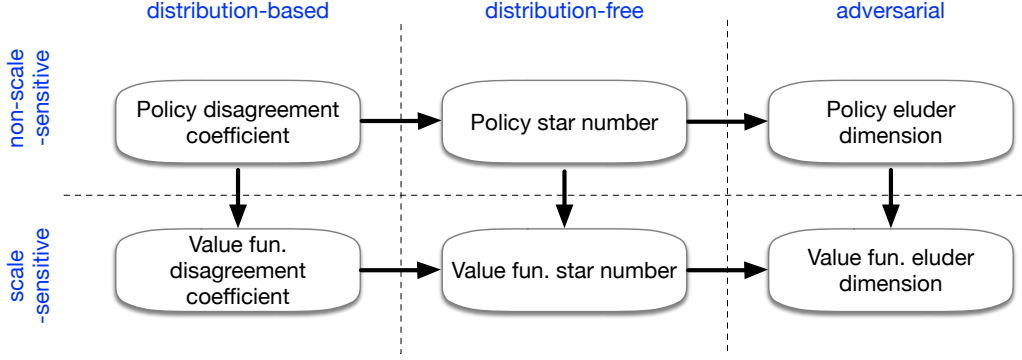 distribution-based
distribution-free
adversarial
non-scale
-sensitive
Policy disagreement
coefficient
Policy star number
Policy eluder
dimension
scale
-sensitive
Value fun.
disagreement
coefficient
Value fun. star number
Value fun. eluder
dimension